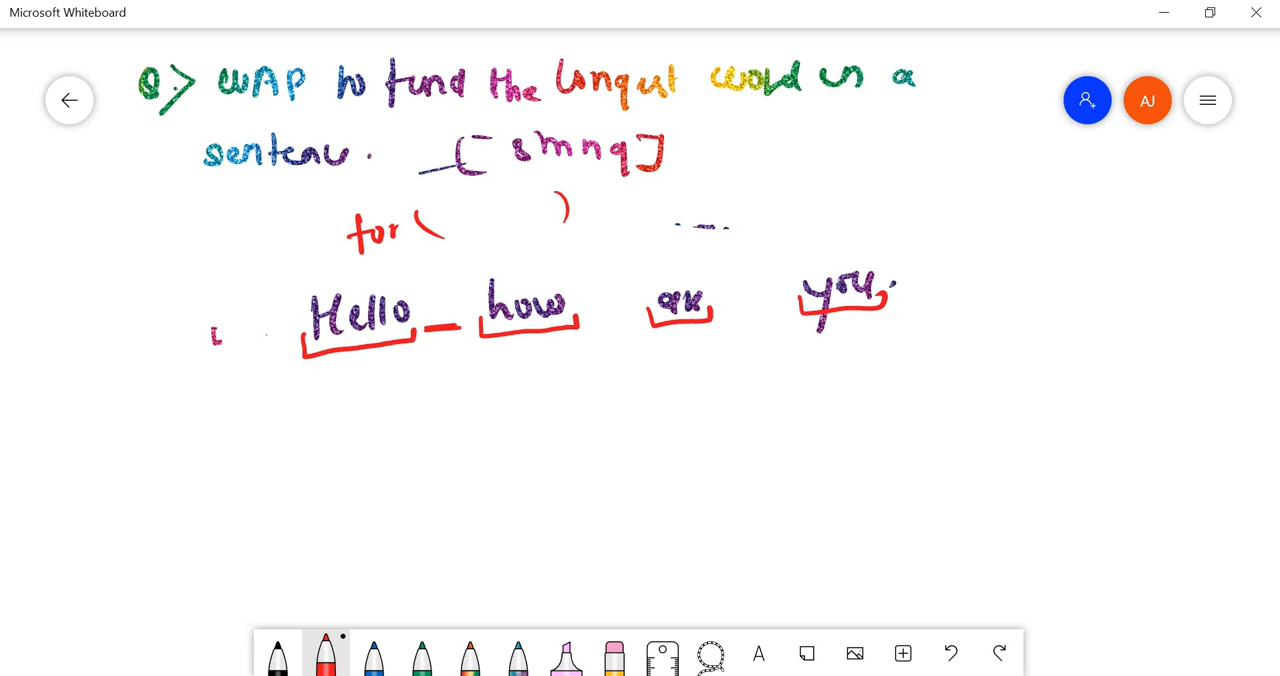 Microsoft Whiteboard
Q> WAP to find the longest word in a
sentence. [string]
for ( )
Hello how are you.
AJ
A